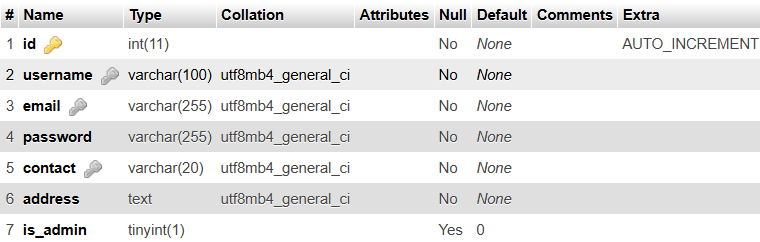 # Name Type Collation Attributes Null Default Comments Extra
1 id int(11) No None AUTO_INCREMENT
2 username varchar(100) utf8mb4_general_ci No None
3 email varchar(255) utf8mb4_general_ci No None
4 password varchar(255) utf8mb4_general_ci No None
5 contact varchar(20) utf8mb4_general_ci No None
6 address text utf8mb4_general_ci No None
7 is_admin tinyint(1) Yes 0